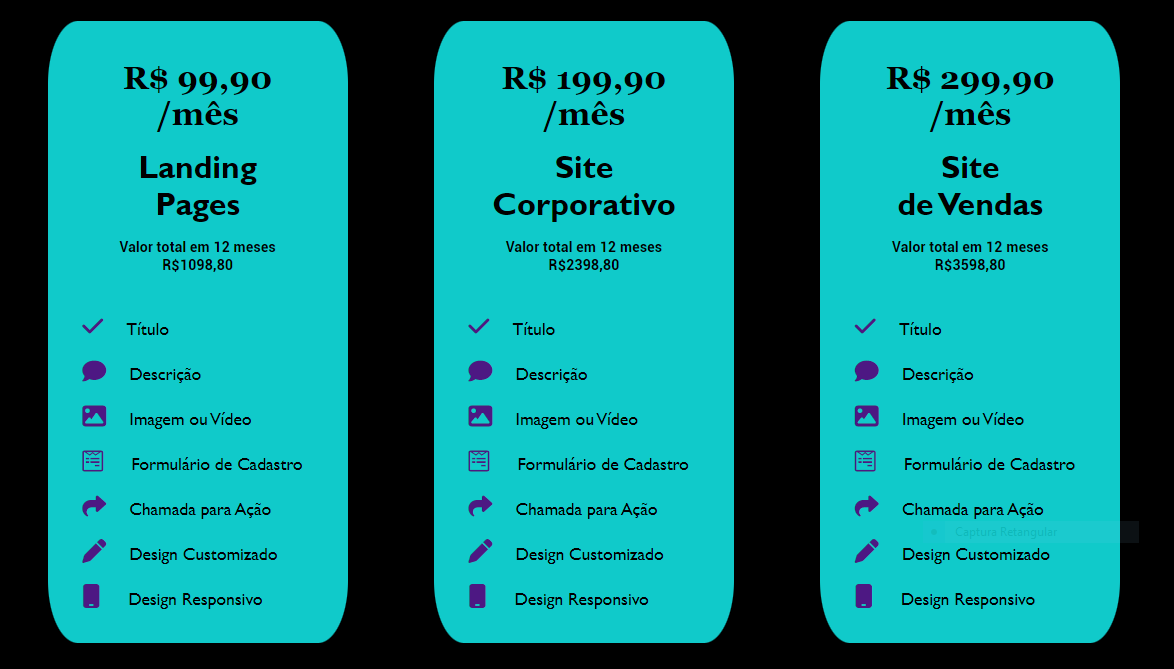 R$ 99,90
/mês
Landing
Pages
Valor total em 12 meses
R$1098,80
Título
Descrição
Imagem ou Vídeo
Formulário de Cadastro
Chamada para Ação
Design Customizado
Design Responsivo
R$ 199,90
/mês
Site
Corporativo
Valor total em 12 meses
R$2398,80
Título
Descrição
Imagem ou Vídeo
Formulário de Cadastro
Chamada para Ação
Design Customizado
Design Responsivo
R$ 299,90
/mês
Site
de Vendas
Valor total em 12 meses
R$3598,80
Título
Descrição
Imagem ou Vídeo
Formulário de Cadastro
Chamada para Ação
Captura Retangular
Design Customizado
Design Responsivo